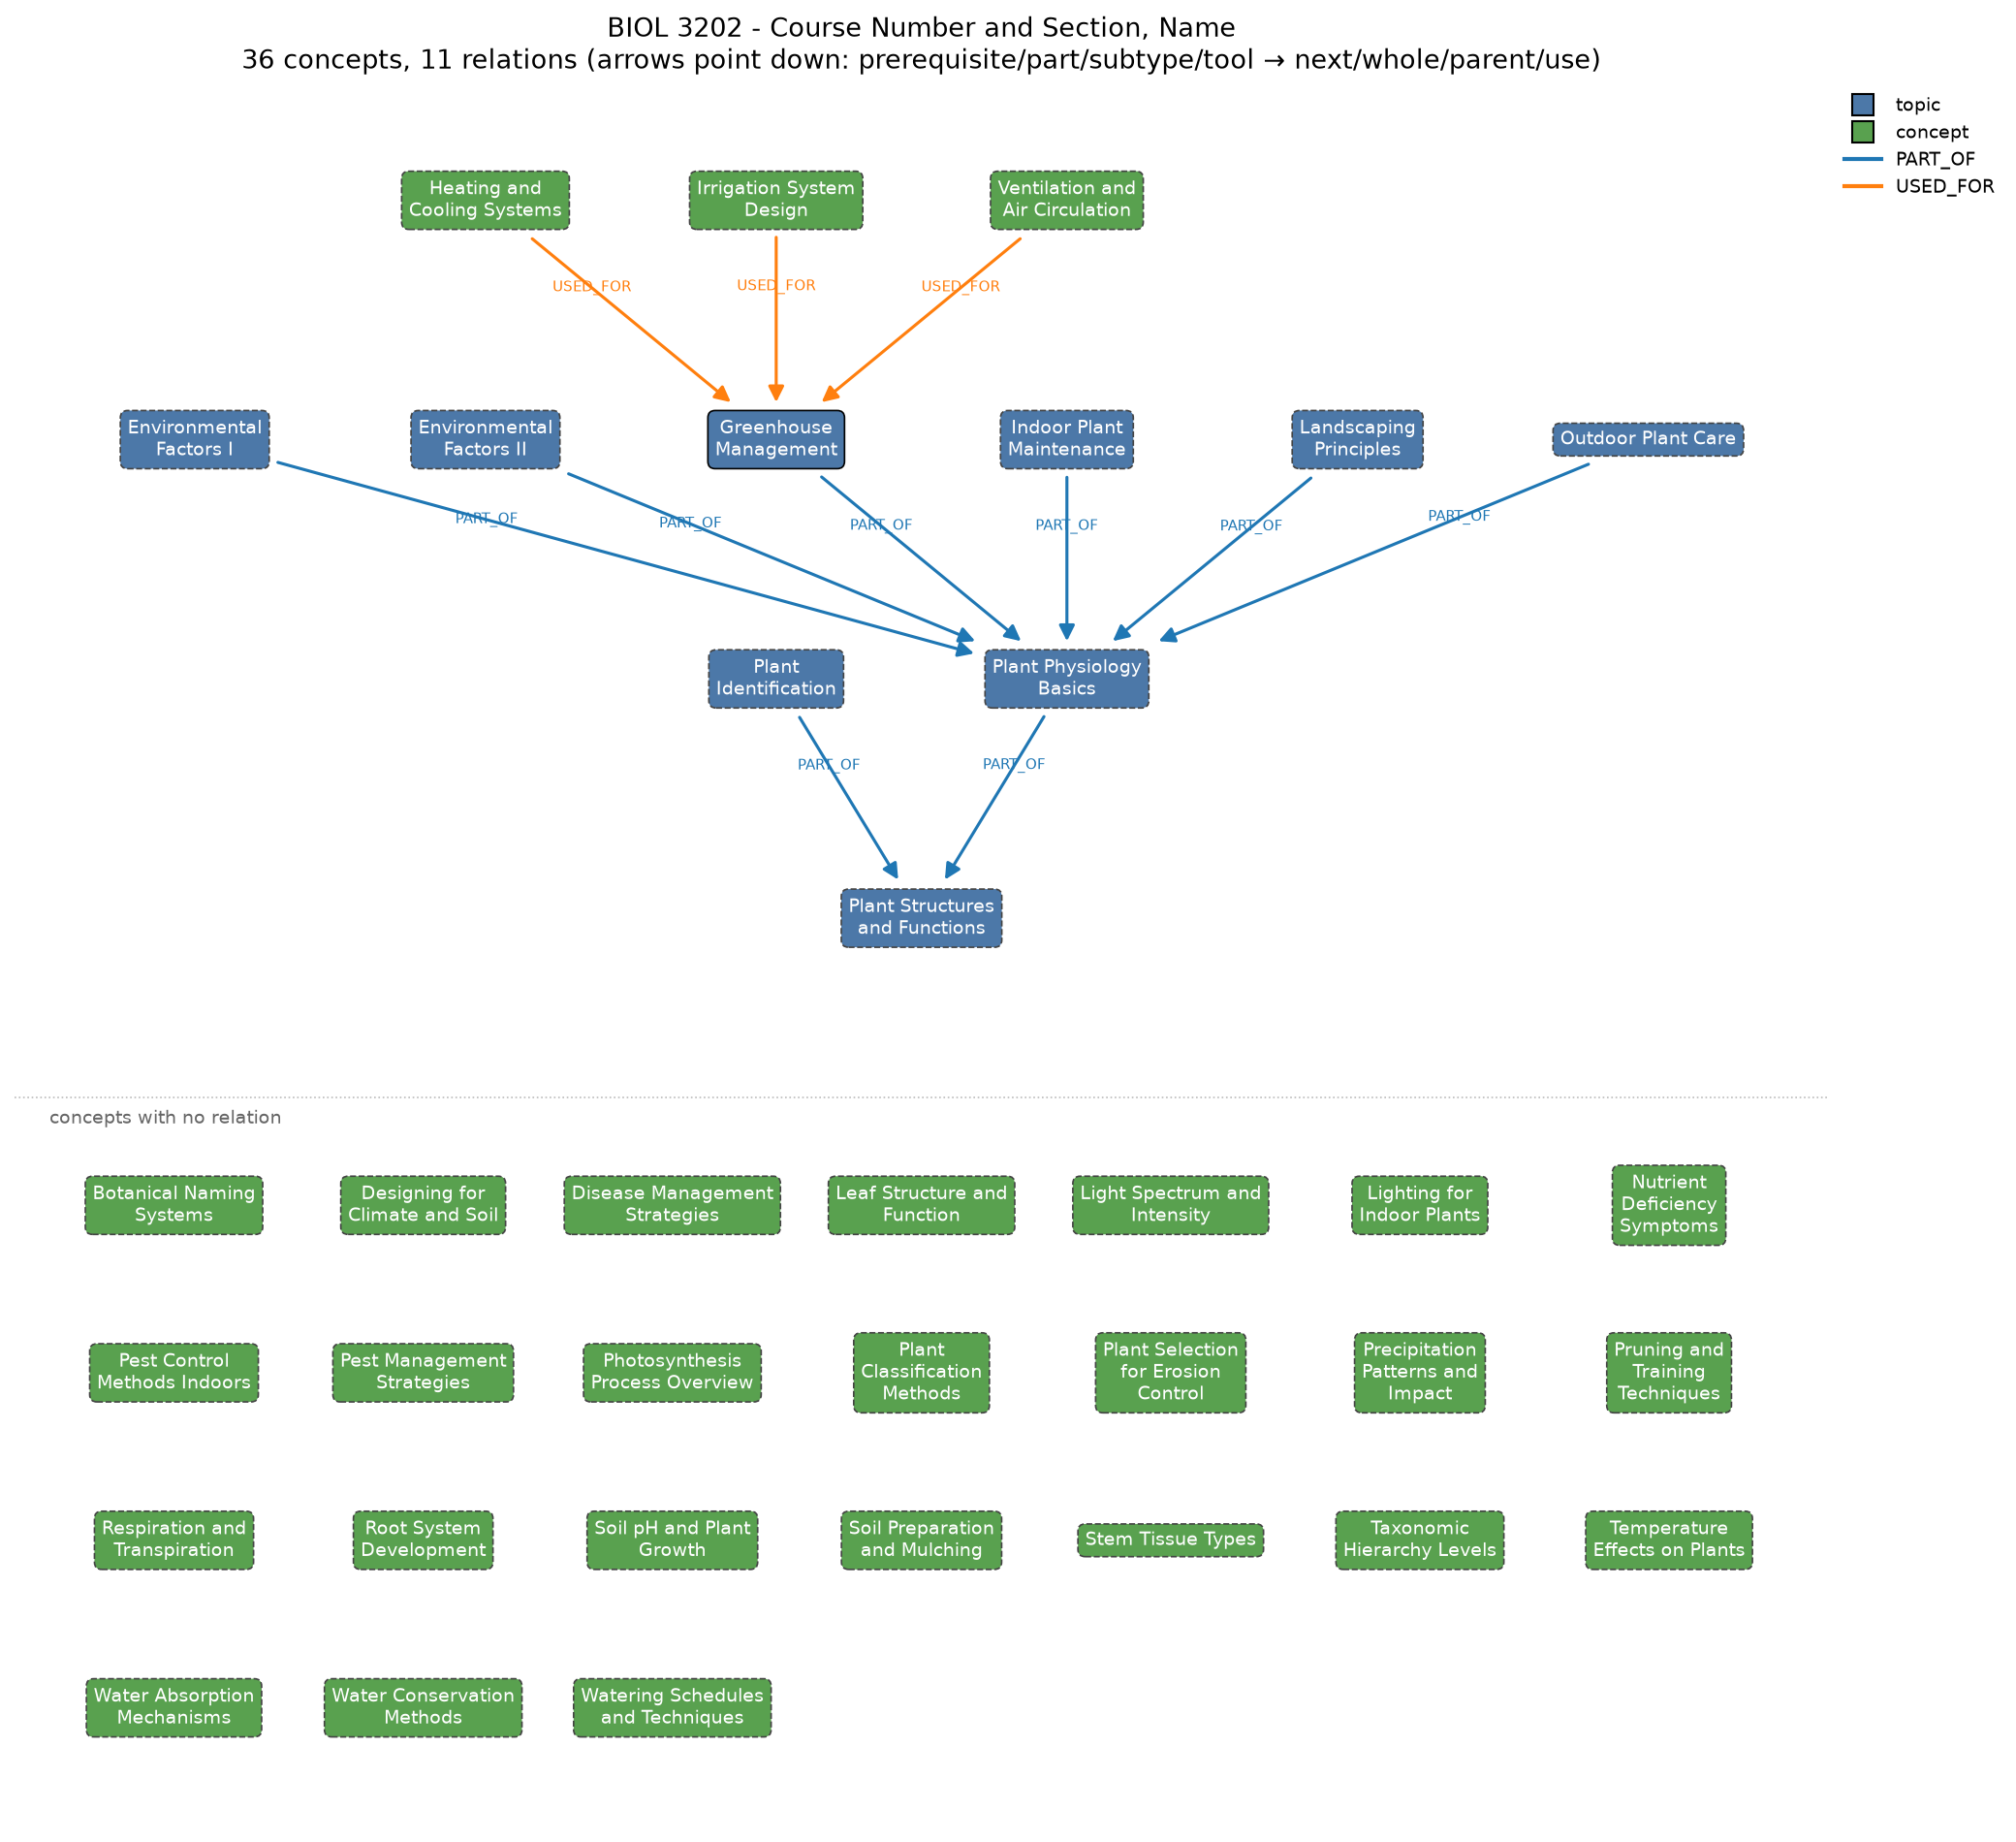 BIOL 3202 - Course Number and Section, Name
36 concepts, 11 relations (arrows point down: prerequisite/part/subtype/tool → next/whole/parent/use)
topic
concept
PART_OF
USED_FOR
Heating and
Cooling Systems
Irrigation System
Design
Ventilation and
Air Circulation
USED_FOR
USED_FOR
USED_FOR
Environmental
Factors I
Environmental
Factors II
Greenhouse
Management
Indoor Plant
Maintenance
Landscaping
Principles
Outdoor Plant Care
PART_OF
PART_OF
PART_OF
PART_OF
PART_OF
PART_OF
Plant
Identification
Plant Physiology
Basics
PART_OF
PART_OF
Plant Structures
and Functions
concepts with no relation
Botanical Naming
Systems
Designing for
Climate and Soil
Disease Management
Strategies
Leaf Structure and
Function
Light Spectrum and
Intensity
Lighting for
Indoor Plants
Nutrient
Deficiency
Symptoms
Pest Control
Methods Indoors
Pest Management
Strategies
Photosynthesis
Process Overview
Plant
Classification
Methods
Plant Selection
for Erosion
Control
Precipitation
Patterns and
Impact
Pruning and
Training
Techniques
Respiration and
Transpiration
Root System
Development
Soil pH and Plant
Growth
Soil Preparation
and Mulching
Stem Tissue Types
Taxonomic
Hierarchy Levels
Temperature
Effects on Plants
Water Absorption
Mechanisms
Water Conservation
Methods
Watering Schedules
and Techniques